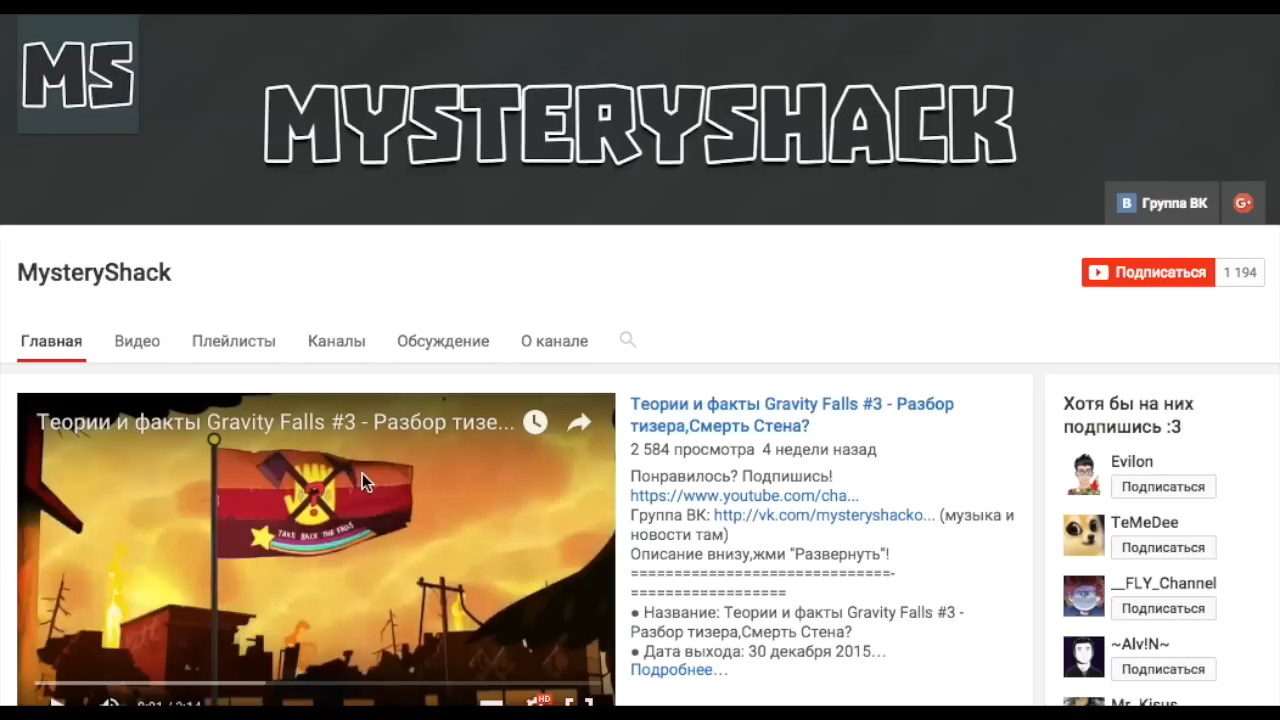 MS
MYSTERYSHACK
B Группа ВК G+
MysteryShack
Подписаться 1 194
Главная Видео Плейлисты Каналы Обсуждение О канале
Теории и факты Gravity Falls #3 - Разбор тизе...
TAKE BACK THE FALLS
HD
Теории и факты Gravity Falls #3 - Разбор
тизера,Смерть Стена?
2 584 просмотра 4 недели назад
Понравилось? Подпишись!
https://www.youtube.com/cha...
Группа ВК: http://vk.com/mysteryshacko... (музыка и
новости там)
Описание внизу,жми "Развернуть"!
==============================-
==================
● Название: Теории и факты Gravity Falls #3 -
Разбор тизера,Смерть Стена?
● Дата выхода: 30 декабря 2015...
Подробнее...
Хотя бы на них
подпишись :3
Evilon
Подписаться
TeMeDee
Подписаться
__FLY_Channel
Подписаться
~Alv!N~
Подписаться
Mr. Kisus